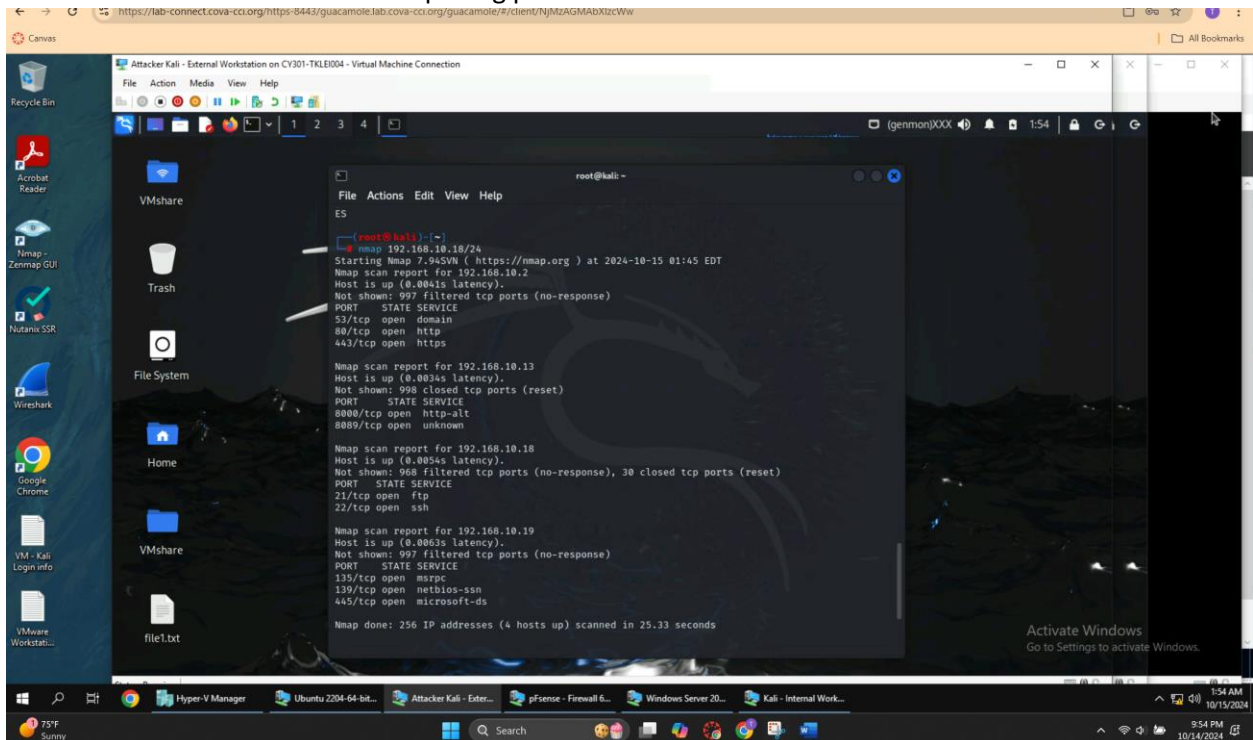 https://lab-connect.cova-cci.org/https-8443/guacamole.lab.cova-cci.org/guacamole/#/client/NjMzAGMAbXlzcWw
Canvas
All Bookmarks
Attacker Kali - External Workstation on CY301-TKLEI004 - Virtual Machine Connection
File Action Media View Help
1 2 3 4
(genmon)XXX
1:54
Recycle Bin
Acrobat
Reader
Nmap -
Zenmap GUI
Nutanix SSR
Wireshark
Google
Chrome
VM - Kali
Login info
VMware
Workstati...
VMshare
Trash
File System
Home
VMshare
file1.txt
root@kali: ~
File Actions Edit View Help
ES
(root㉿kali)-[~]
# nmap 192.168.10.18/24
Starting Nmap 7.94SVN ( https://nmap.org ) at 2024-10-15 01:45 EDT
Nmap scan report for 192.168.10.2
Host is up (0.0041s latency).
Not shown: 997 filtered tcp ports (no-response)
PORT STATE SERVICE
53/tcp open domain
80/tcp open http
443/tcp open https
Nmap scan report for 192.168.10.13
Host is up (0.0034s latency).
Not shown: 998 closed tcp ports (reset)
PORT STATE SERVICE
8000/tcp open http-alt
8089/tcp open unknown
Nmap scan report for 192.168.10.18
Host is up (0.0054s latency).
Not shown: 968 filtered tcp ports (no-response), 30 closed tcp ports (reset)
PORT STATE SERVICE
21/tcp open ftp
22/tcp open ssh
Nmap scan report for 192.168.10.19
Host is up (0.0063s latency).
Not shown: 997 filtered tcp ports (no-response)
PORT STATE SERVICE
135/tcp open msrpc
139/tcp open netbios-ssn
445/tcp open microsoft-ds
Nmap done: 256 IP addresses (4 hosts up) scanned in 25.33 seconds
Activate Windows
Go to Settings to activate Windows.
Hyper-V Manager
Ubuntu 2204-64-bit...
Attacker Kali - Exter...
pfSense - Firewall 6...
Windows Server 20...
Kali - Internal Work...
1:54 AM
10/15/2024
75°F
Sunny
Search
9:54 PM
10/14/2024